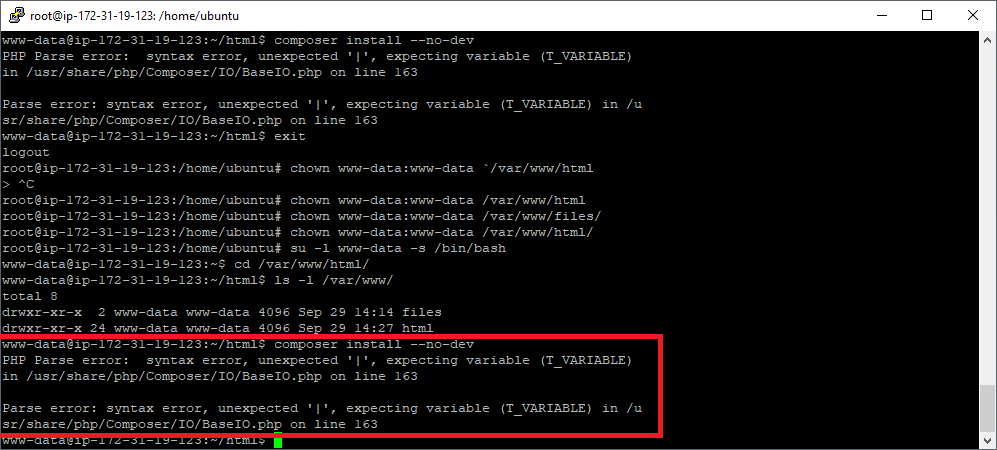 root@ip-172-31-19-123: /home/ubuntu
www-data@ip-172-31-19-123:~/html$ composer install --no-dev
PHP Parse error:  syntax error, unexpected '|', expecting variable (T_VARIABLE)
in /usr/share/php/Composer/IO/BaseIO.php on line 163
Parse error: syntax error, unexpected '|', expecting variable (T_VARIABLE) in /u
sr/share/php/Composer/IO/BaseIO.php on line 163
www-data@ip-172-31-19-123:~/html$ exit
logout
root@ip-172-31-19-123:/home/ubuntu# chown www-data:www-data `/var/www/html
> ^C
root@ip-172-31-19-123:/home/ubuntu# chown www-data:www-data /var/www/html
root@ip-172-31-19-123:/home/ubuntu# chown www-data:www-data /var/www/files/
root@ip-172-31-19-123:/home/ubuntu# chown www-data:www-data /var/www/html/
root@ip-172-31-19-123:/home/ubuntu# su -l www-data -s /bin/bash
www-data@ip-172-31-19-123:~$ cd /var/www/html/
www-data@ip-172-31-19-123:~/html$ ls -l /var/www/
total 8
drwxr-xr-x  2 www-data www-data 4096 Sep 29 14:14 files
drwxr-xr-x 24 www-data www-data 4096 Sep 29 14:27 html
www-data@ip-172-31-19-123:~/html$ composer install --no-dev
PHP Parse error:  syntax error, unexpected '|', expecting variable (T_VARIABLE)
in /usr/share/php/Composer/IO/BaseIO.php on line 163
Parse error: syntax error, unexpected '|', expecting variable (T_VARIABLE) in /u
sr/share/php/Composer/IO/BaseIO.php on line 163
www-data@ip-172-31-19-123:~/html$